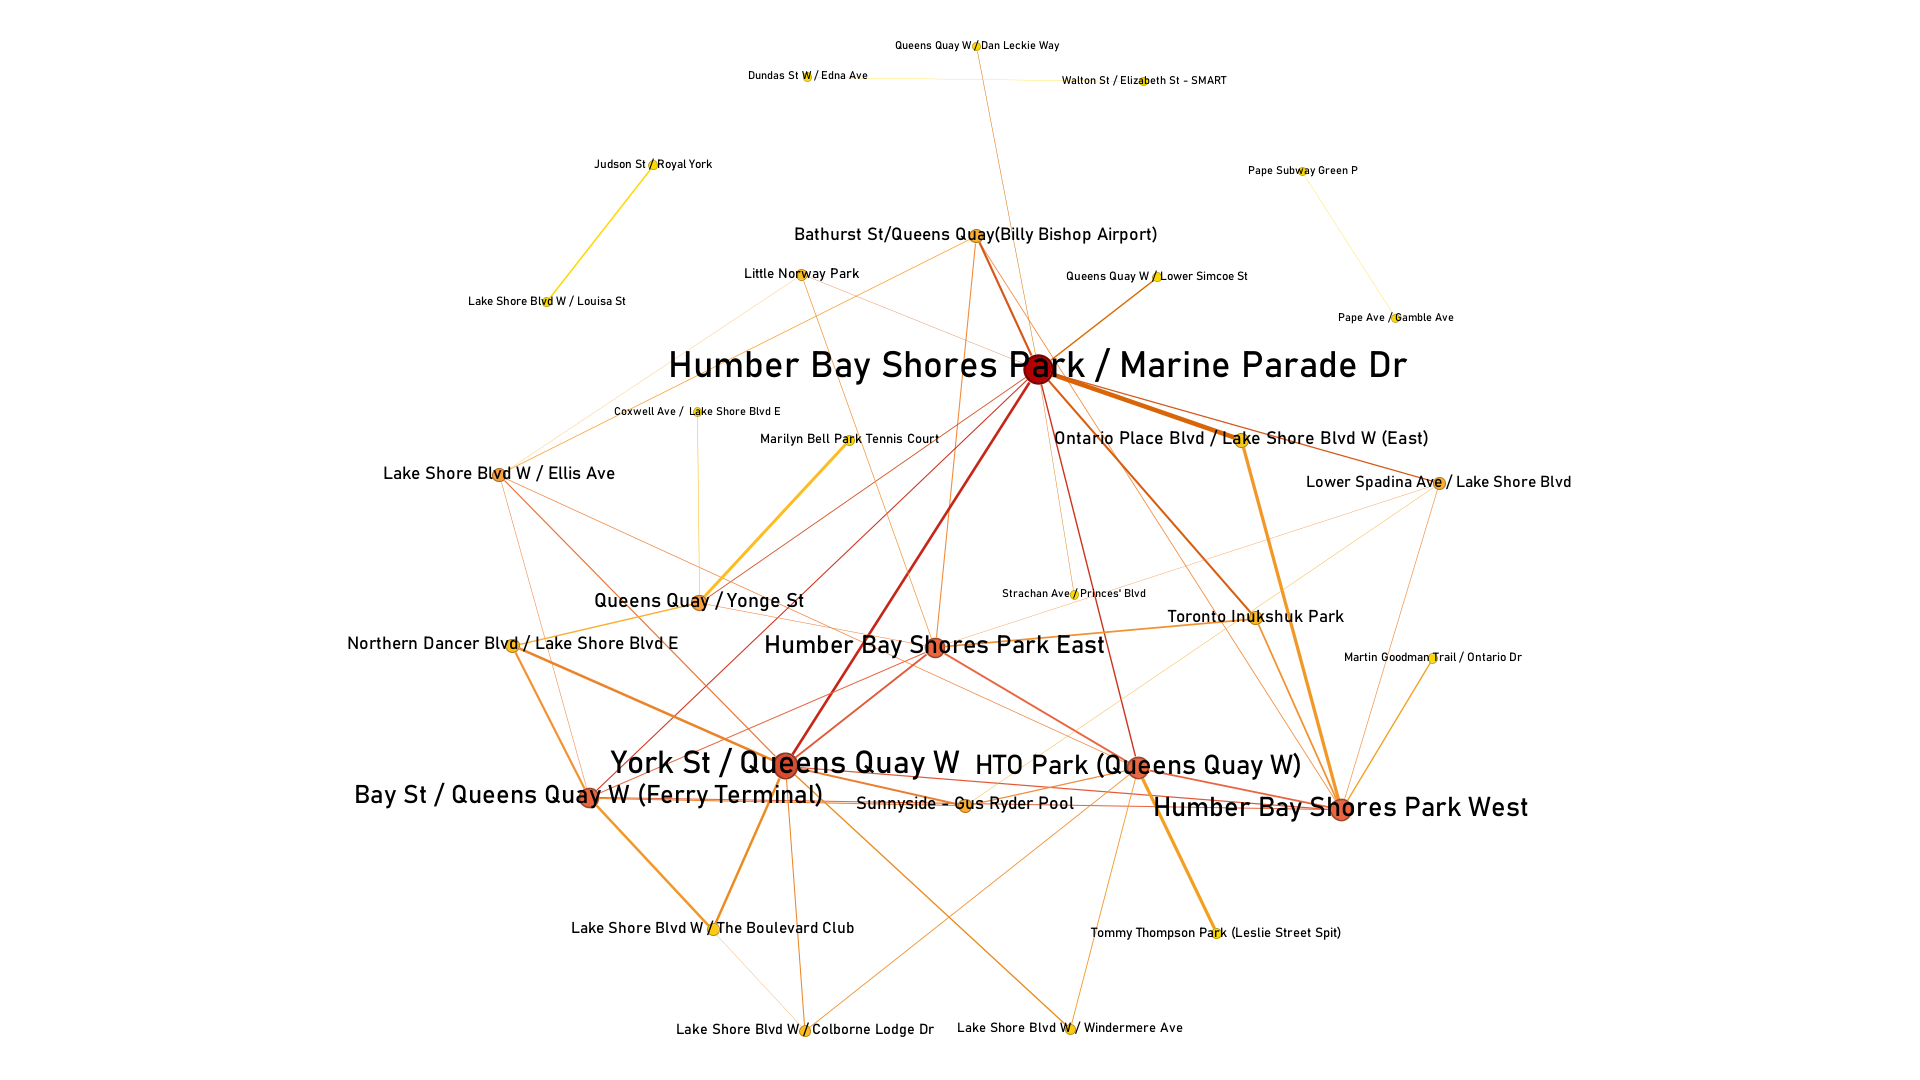 Queens Quay W / Dan Leckie Way
Dundas St W / Edna Ave
Walton St / Elizabeth St - SMART
Judson St / Royal York
Pape Subway Green P
Bathurst St/Queens Quay(Billy Bishop Airport)
Little Norway Park
Queens Quay W / Lower Simcoe St
Lake Shore Blvd W / Louisa St
Pape Ave / Gamble Ave
Humber Bay Shores Park / Marine Parade Dr
Coxwell Ave / Lake Shore Blvd E
Marilyn Bell Park Tennis Court
Ontario Place Blvd / Lake Shore Blvd W (East)
Lake Shore Blvd W / Ellis Ave
Lower Spadina Ave / Lake Shore Blvd
Strachan Ave / Princes' Blvd
Queens Quay / Yonge St
Toronto Inukshuk Park
Northern Dancer Blvd / Lake Shore Blvd E
Humber Bay Shores Park East
Martin Goodman Trail / Ontario Dr
York St / Queens Quay W
HTO Park (Queens Quay W)
Bay St / Queens Quay W (Ferry Terminal)
Sunnyside - Gus Ryder Pool
Humber Bay Shores Park West
Lake Shore Blvd W / The Boulevard Club
Tommy Thompson Park (Leslie Street Spit)
Lake Shore Blvd W / Colborne Lodge Dr
Lake Shore Blvd W / Windermere Ave